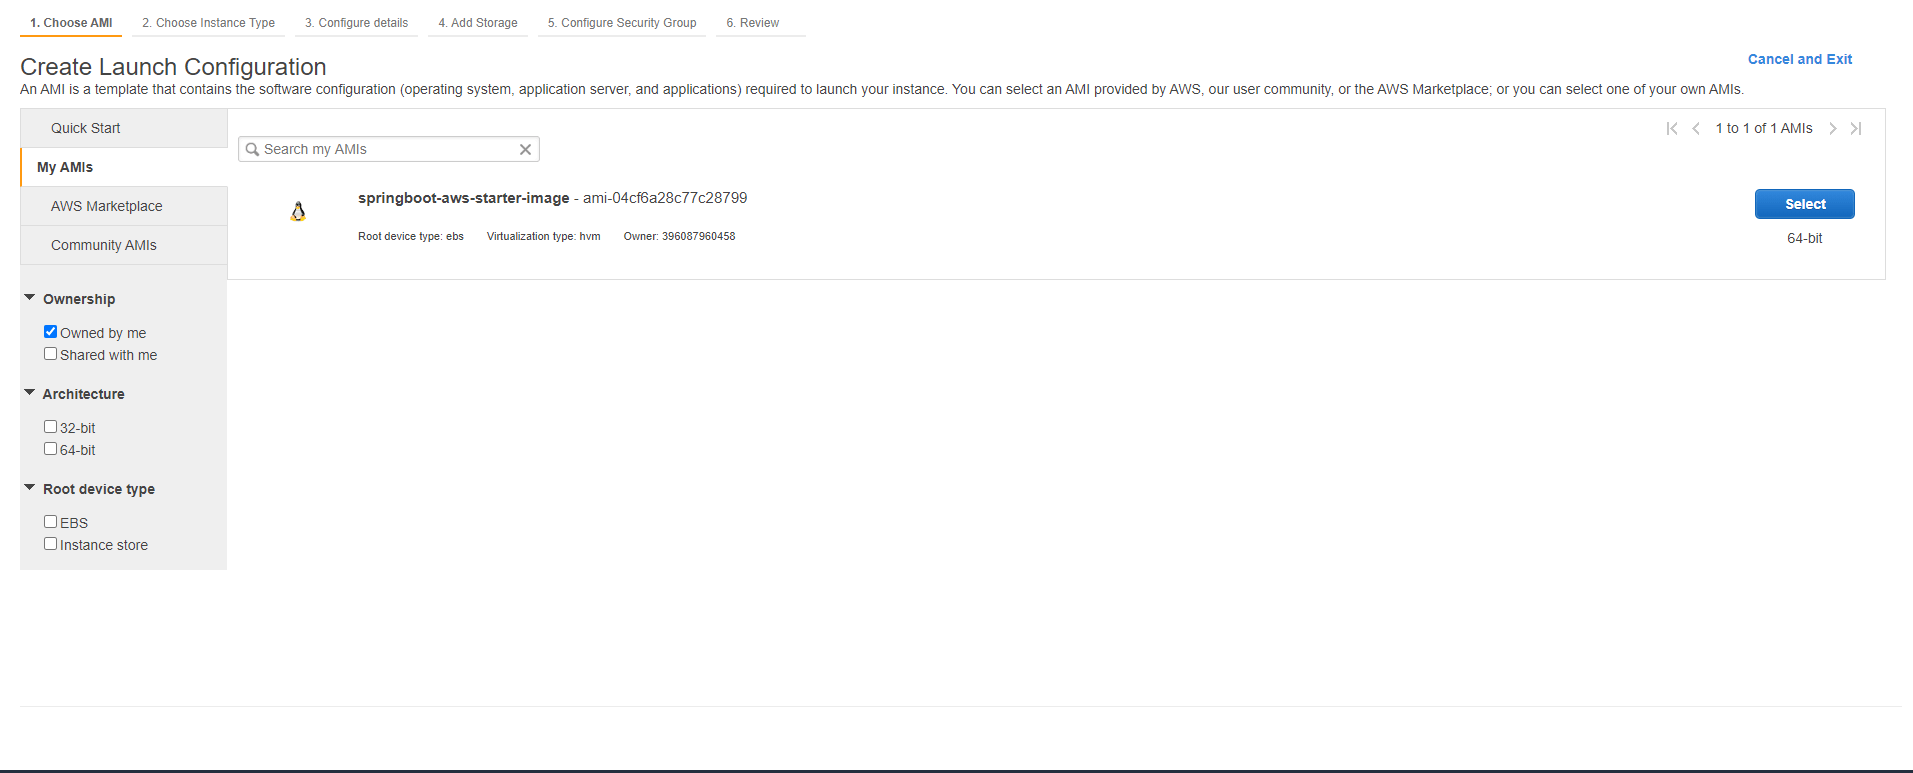 1. Choose AMI 2. Choose Instance Type 3. Configure details 4. Add Storage 5. Configure Security Group 6. Review
Create Launch Configuration
Cancel and Exit
An AMI is a template that contains the software configuration (operating system, application server, and applications) required to launch your instance. You can select an AMI provided by AWS, our user community, or the AWS Marketplace; or you can select one of your own AMIs.
Quick Start
My AMIs
AWS Marketplace
Community AMIs
Ownership
Owned by me
Shared with me
Architecture
32-bit
64-bit
Root device type
EBS
Instance store
1 to 1 of 1 AMIs
Search my AMIs
springboot-aws-starter-image - ami-04cf6a28c77c28799
Root device type: ebs Virtualization type: hvm Owner: 396087960458
Select
64-bit